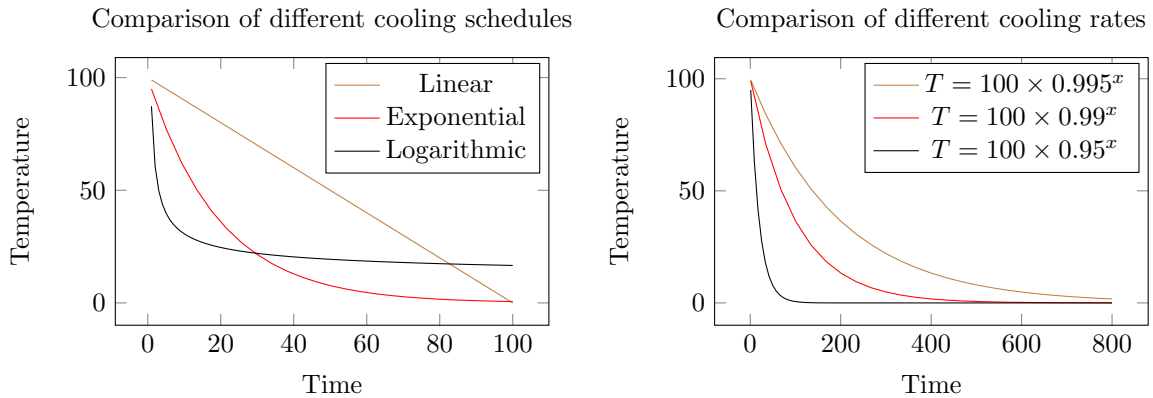 Comparison of different cooling schedules
100
50
0
Temperature
Linear
Exponential
Logarithmic
0 20 40 60 80 100
Time
Comparison of different cooling rates
100
50
0
Temperature
T = 100 × 0.995^x
T = 100 × 0.99^x
T = 100 × 0.95^x
0 200 400 600 800
Time